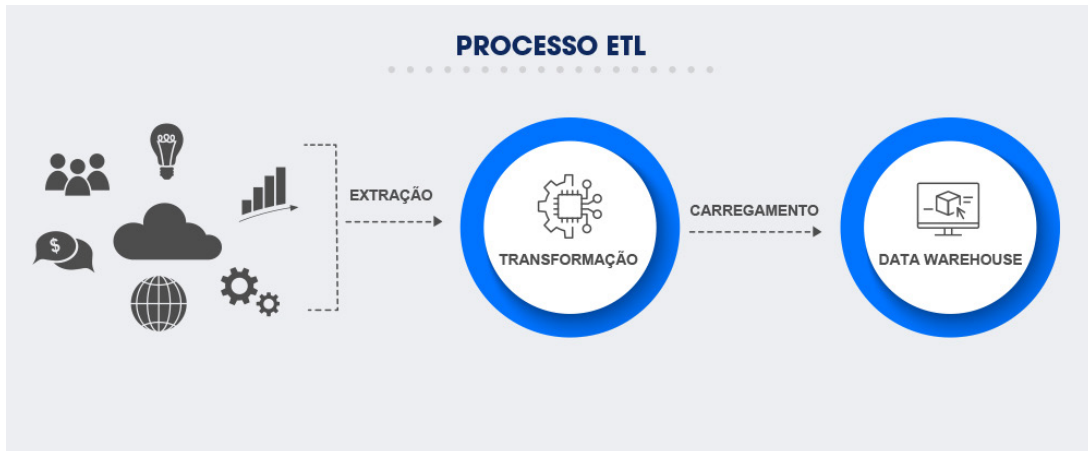 PROCESSO ETL
$
EXTRAÇÃO
TRANSFORMAÇÃO
CARREGAMENTO
DATA WAREHOUSE